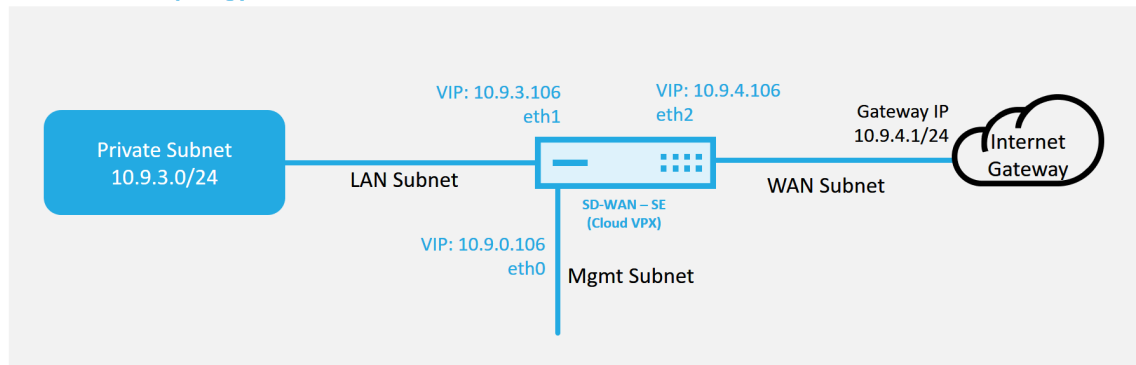 VIP: 10.9.3.106
eth1
VIP: 10.9.4.106
eth2
Gateway IP
10.9.4.1/24
Internet
Gateway
Private Subnet
10.9.3.0/24
LAN Subnet
WAN Subnet
SD-WAN – SE
(Cloud VPX)
VIP: 10.9.0.106
eth0
Mgmt Subnet